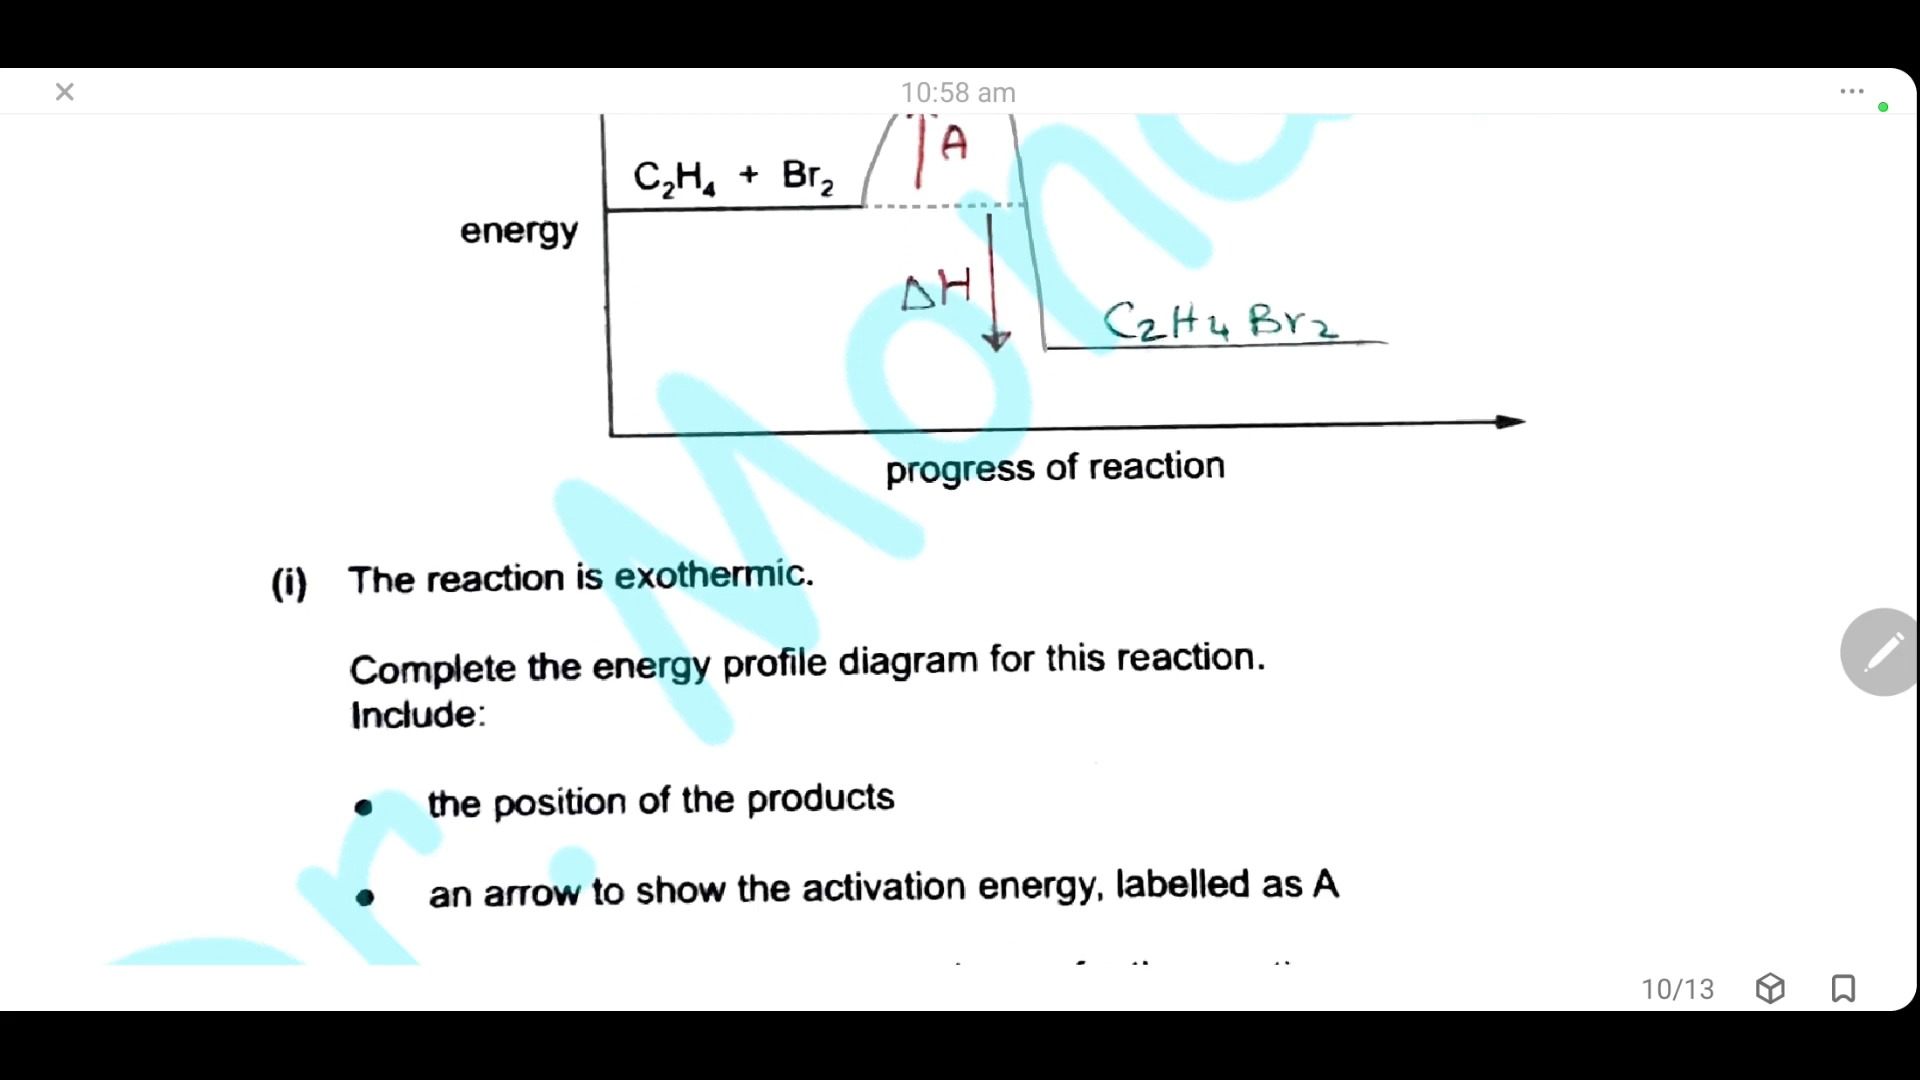 10:58 am
A
C₂H₄ + Br₂
energy
ΔH
C₂H₄Br₂
progress of reaction
(i) The reaction is exothermic.
Complete the energy profile diagram for this reaction.
Include:
• the position of the products
• an arrow to show the activation energy, labelled as A
10/13